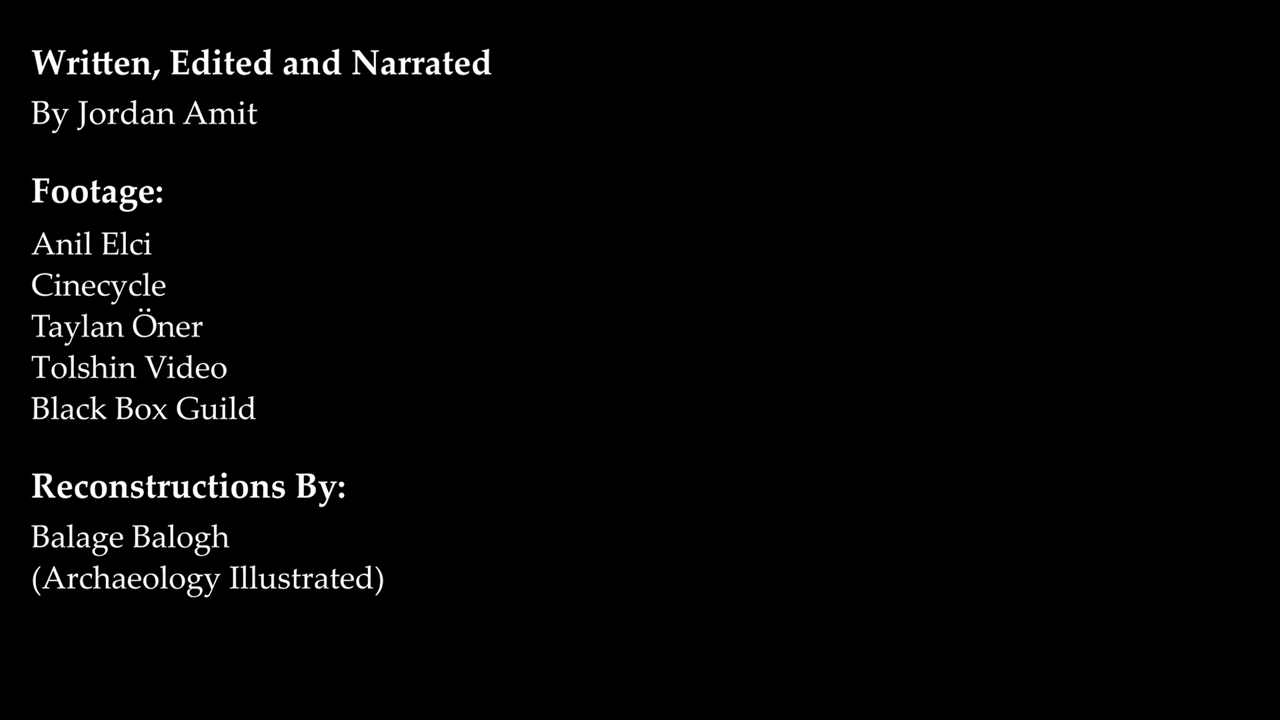 Written, Edited and Narrated
By Jordan Amit
Footage:
Anil Elci
Cinecycle
Taylan Öner
Tolshin Video
Black Box Guild
Reconstructions By:
Balage Balogh
(Archaeology Illustrated)